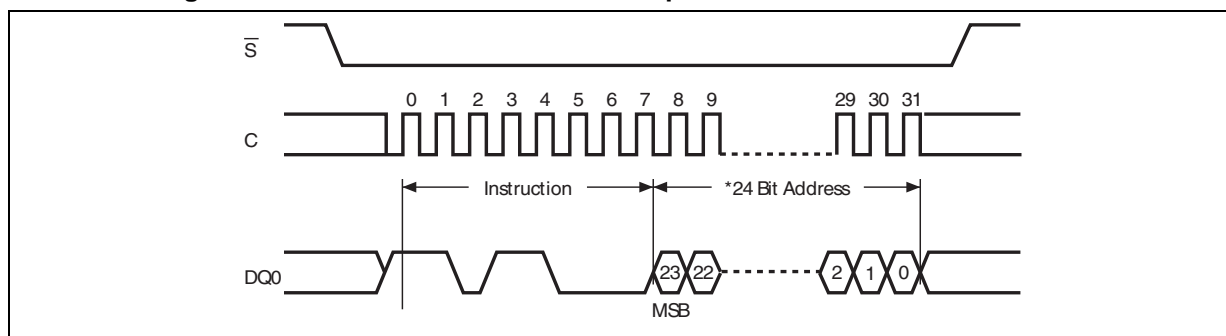 S̅
0 1 2 3 4 5 6 7 8 9 29 30 31
C
Instruction *24 Bit Address
DQ0 23 22 2 1 0
MSB